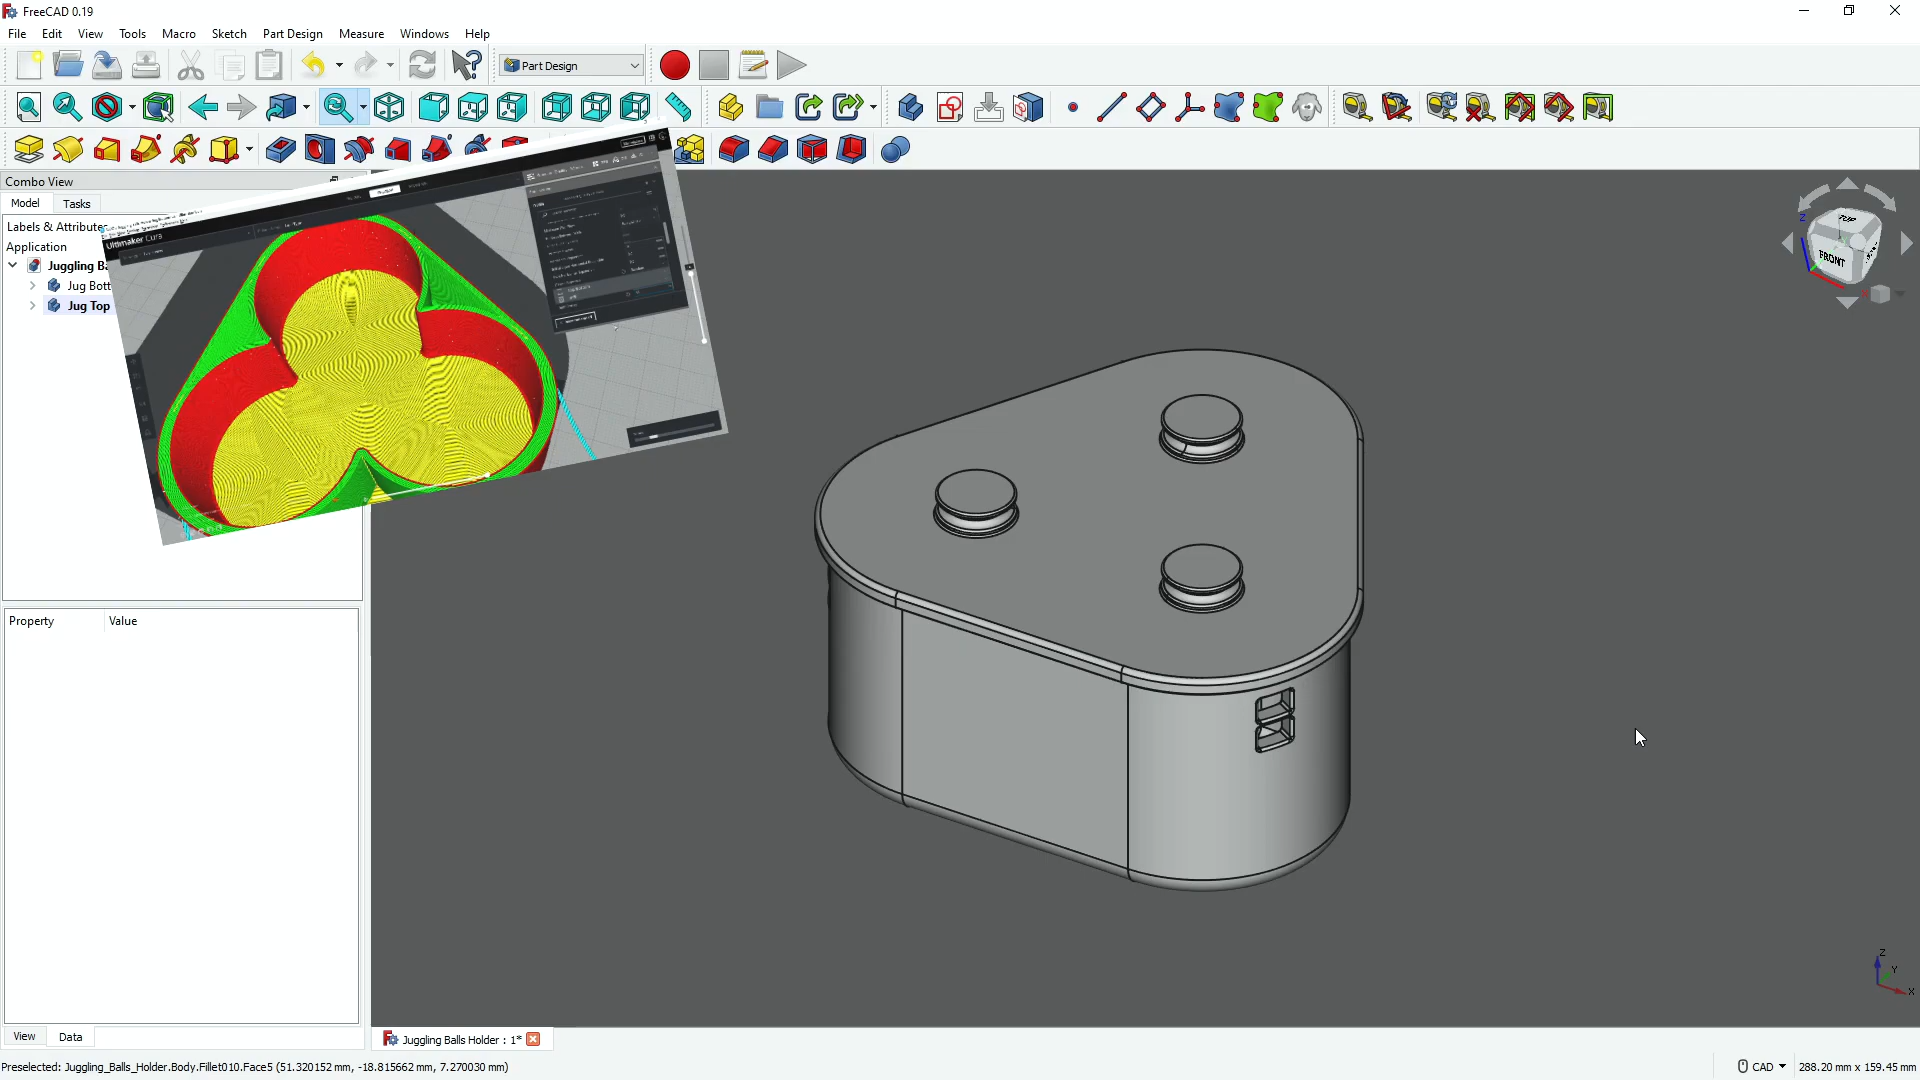 FreeCAD 0.19
File Edit View Tools Macro Sketch Part Design Measure Windows Help
Part Design
Combo View
Model Tasks
Labels & Attributes
Application
Juggling Ba
Jug Bott
Jug Top
Ultimaker Cura
TOP
FRONT
Z
Property Value
View Data
Juggling Balls Holder : 1*
Z
Y
X
Preselected: Juggling_Balls_Holder.Body.Fillet010.Face5 (51.320152 mm, -18.815662 mm, 7.270030 mm)
CAD
288.20 mm x 159.45 mm